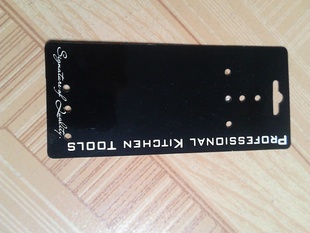 PROFESSIONAL KITCHEN TOOLS
Signature of Quality.